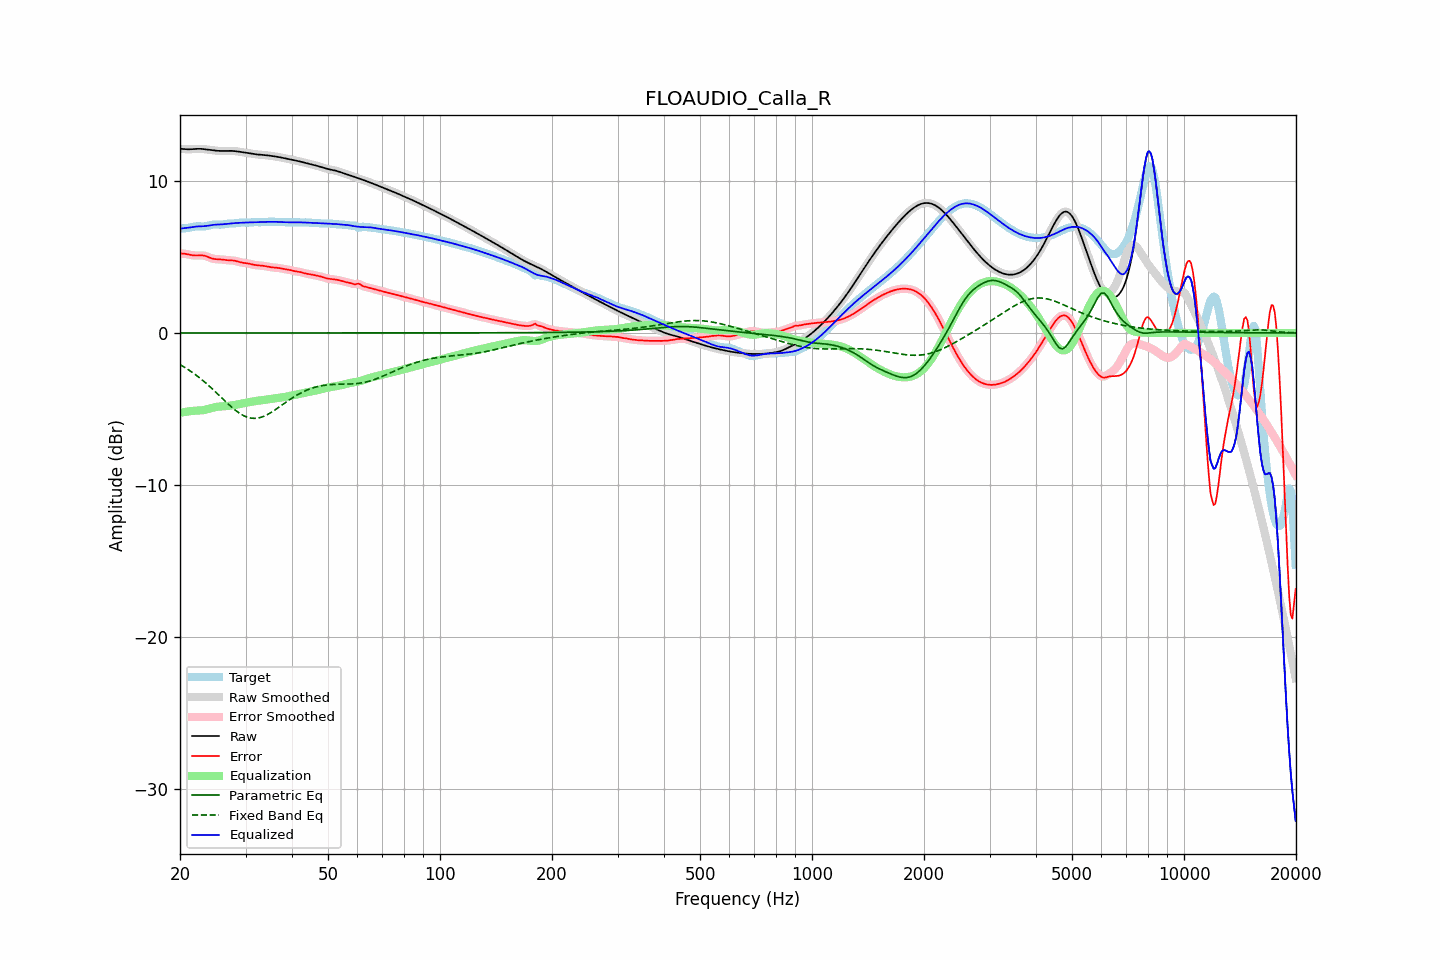 FLOAUDIO_Calla_R
Amplitude (dBr)
10
0
−10
−20
−30
Target
Raw Smoothed
Error Smoothed
Raw
Error
Equalization
Parametric Eq
Fixed Band Eq
Equalized
20 50 100 200 500 1000 2000 5000 10000 20000
Frequency (Hz)